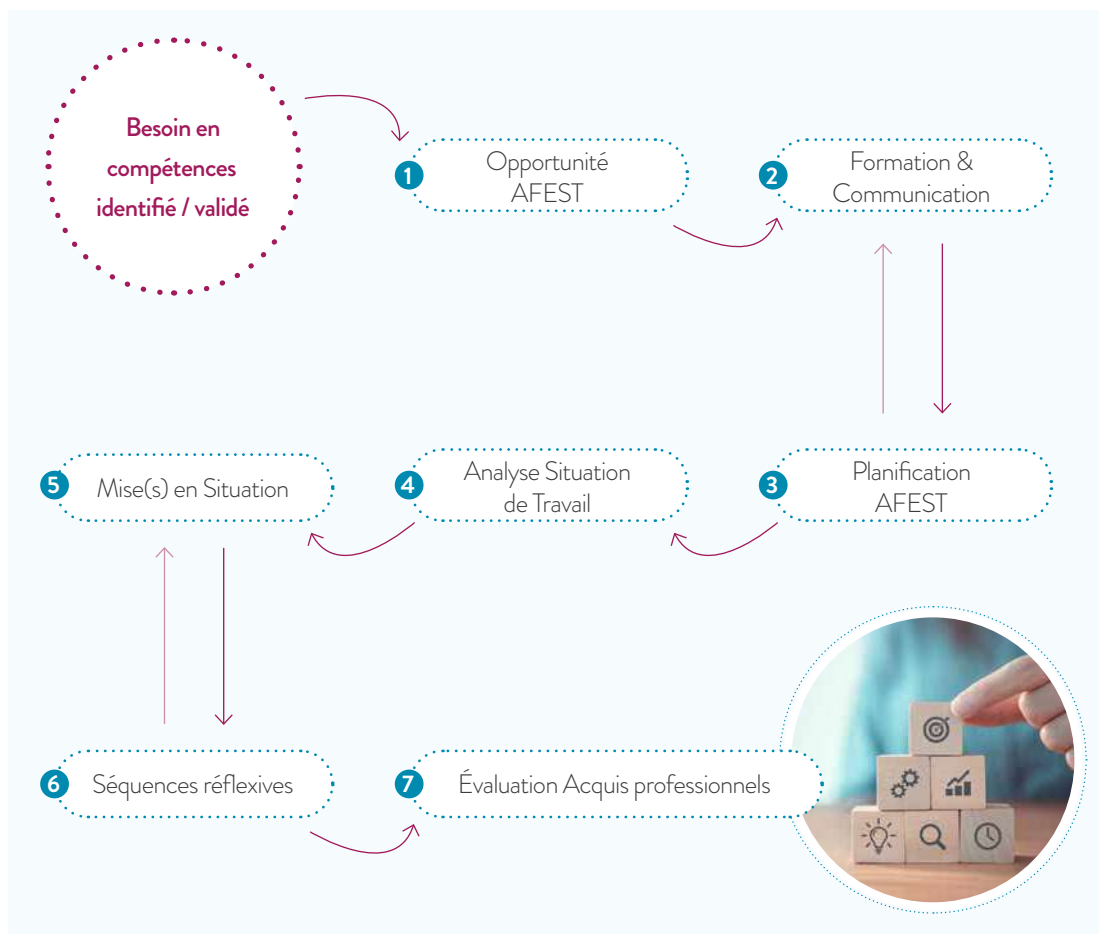 Besoin en
compétences
identifié / validé
1
Opportunité
AFEST
2
Formation &
Communication
3
Planification
AFEST
4
Analyse Situation
de Travail
5
Mise(s) en Situation
6
Séquences réflexives
7
Évaluation Acquis professionnels